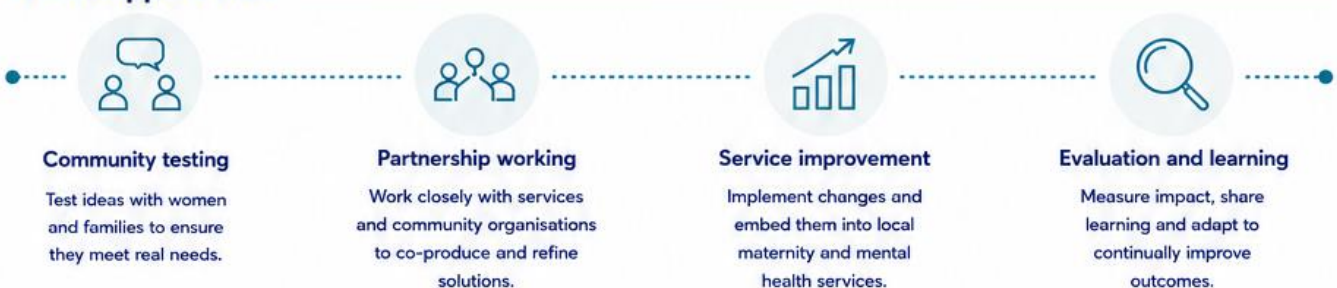 Community testing
Test ideas with women
and families to ensure
they meet real needs.
Partnership working
Work closely with services
and community organisations
to co-produce and refine
solutions.
Service improvement
Implement changes and
embed them into local
maternity and mental
health services.
Evaluation and learning
Measure impact, share
learning and adapt to
continually improve
outcomes.